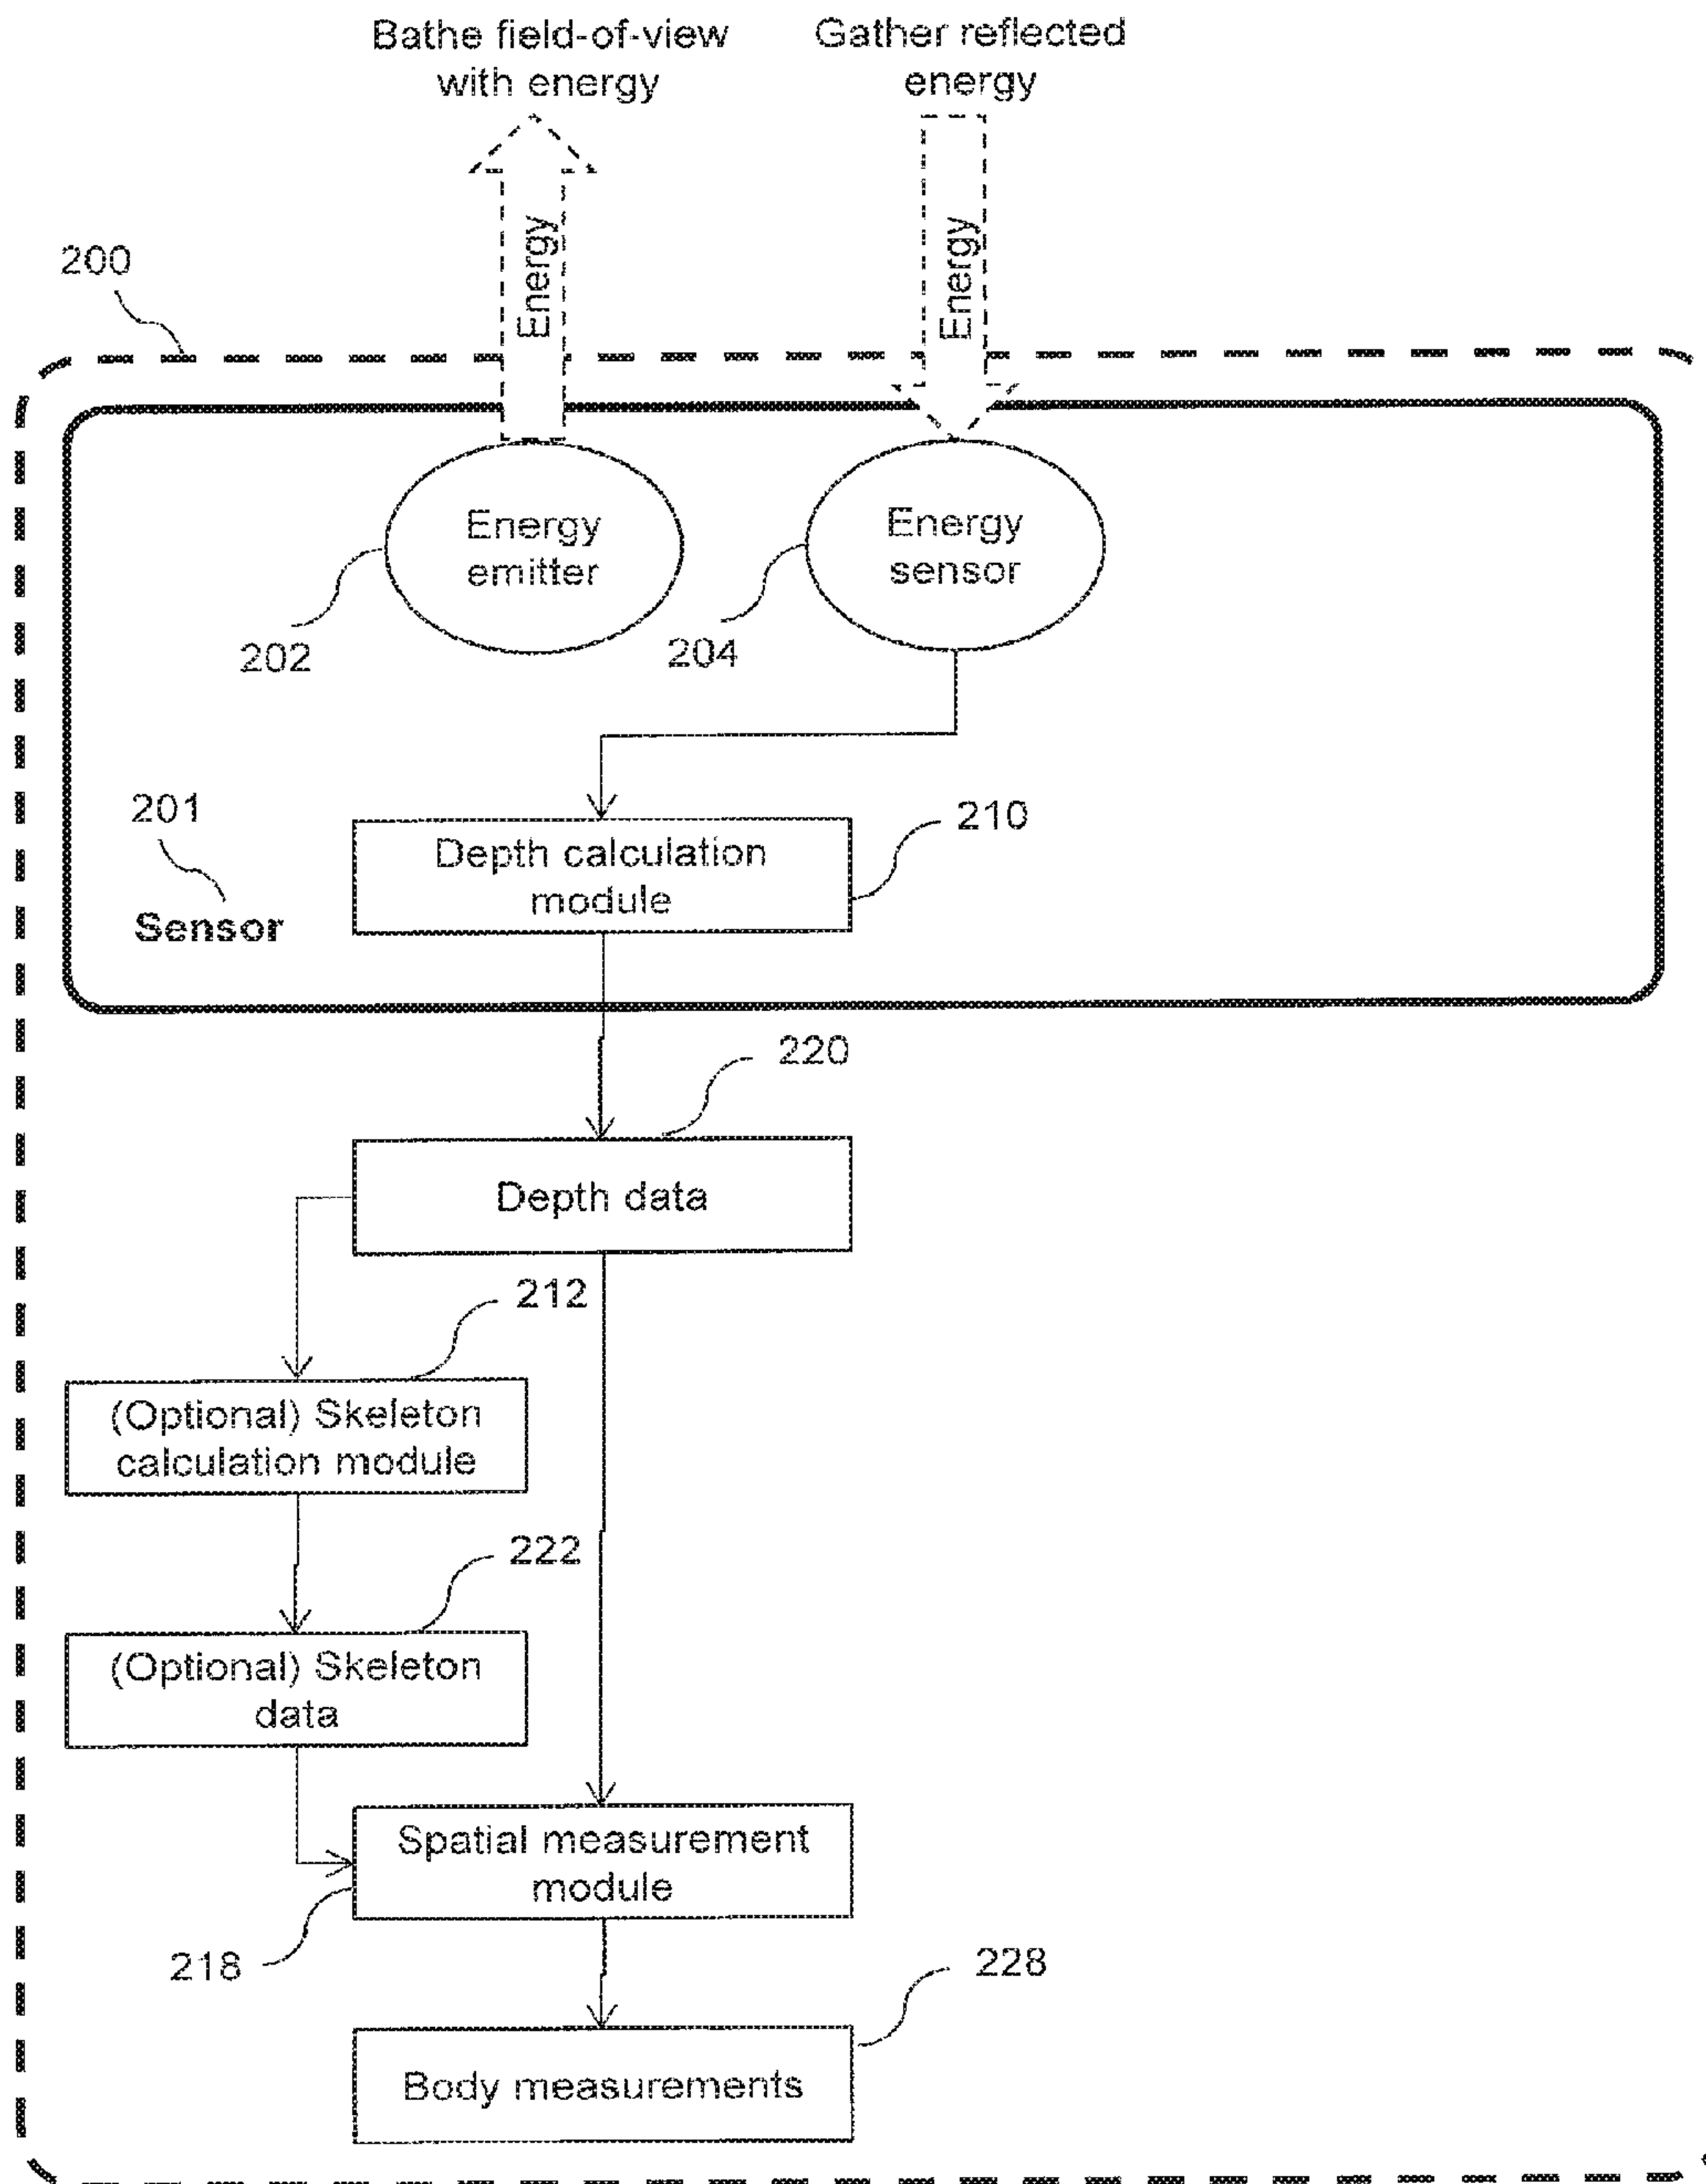 Bathe field-of-view
with energy
Gather reflected
energy
Energy
Energy
200
Energy
emitter
Energy
sensor
202
204
201
Sensor
Depth calculation
module
210
220
Depth data
212
(Optional) Skeleton
calculation module
222
(Optional) Skeleton
data
Spatial measurement
module
218
228
Body measurements